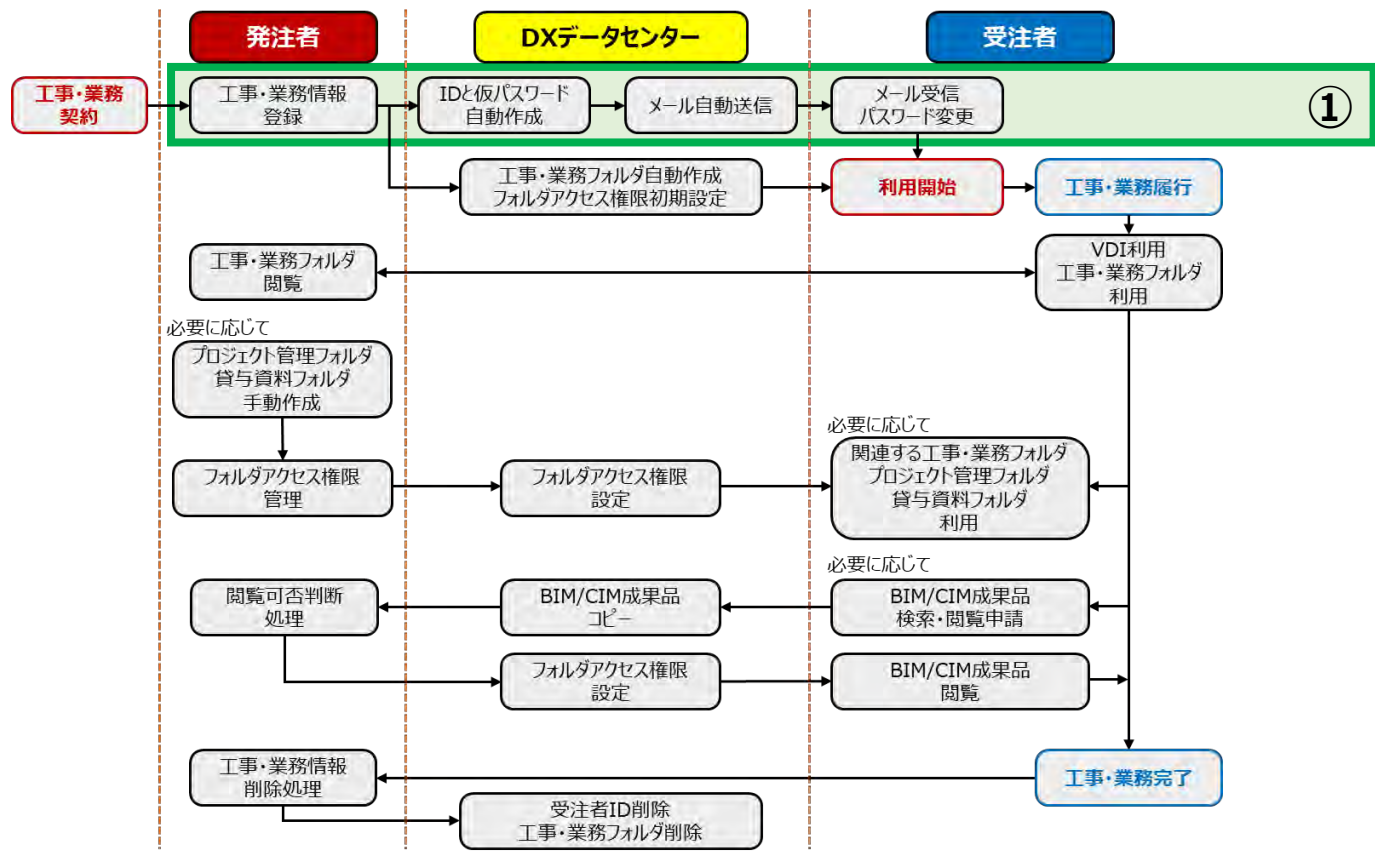 発注者
DXデータセンター
受注者
工事・業務
契約
工事・業務情報
登録
IDと仮パスワード
自動作成
メール自動送信
メール受信
パスワード変更
①
工事・業務フォルダ自動作成
フォルダアクセス権限初期設定
利用開始
工事・業務履行
工事・業務フォルダ
閲覧
VDI利用
工事・業務フォルダ
利用
必要に応じて
プロジェクト管理フォルダ
貸与資料フォルダ
手動作成
フォルダアクセス権限
管理
フォルダアクセス権限
設定
必要に応じて
関連する工事・業務フォルダ
プロジェクト管理フォルダ
貸与資料フォルダ
利用
閲覧可否判断
処理
BIM/CIM成果品
コピー
必要に応じて
BIM/CIM成果品
検索・閲覧申請
フォルダアクセス権限
設定
BIM/CIM成果品
閲覧
工事・業務情報
削除処理
工事・業務完了
受注者ID削除
工事・業務フォルダ削除